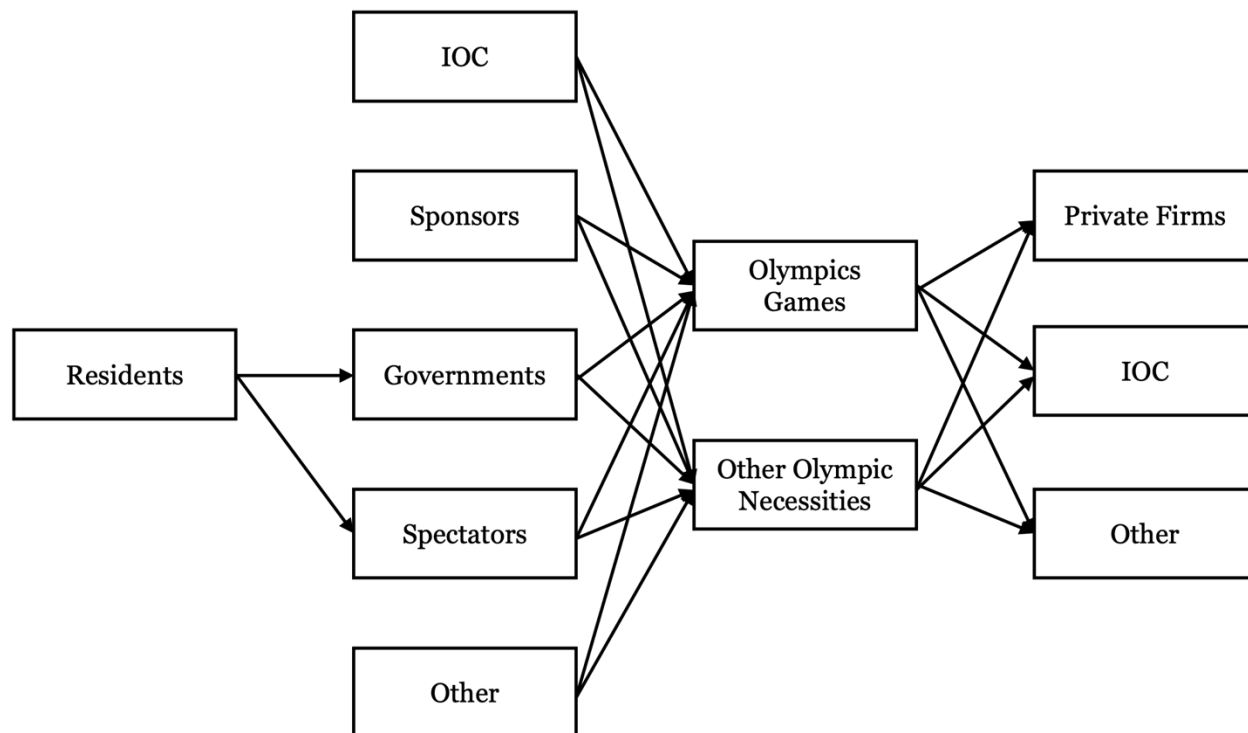 IOC
Sponsors
Residents
Governments
Spectators
Other
Olympics
Games
Other Olympic
Necessities
Private Firms
IOC
Other